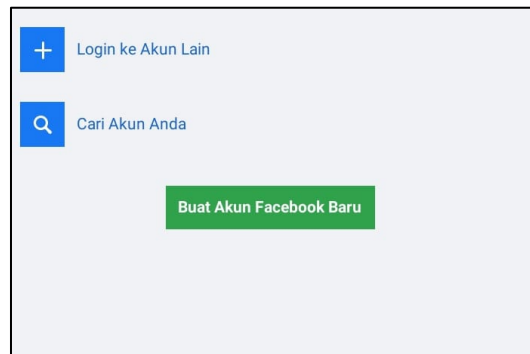 Login ke Akun Lain
Cari Akun Anda
Buat Akun Facebook Baru